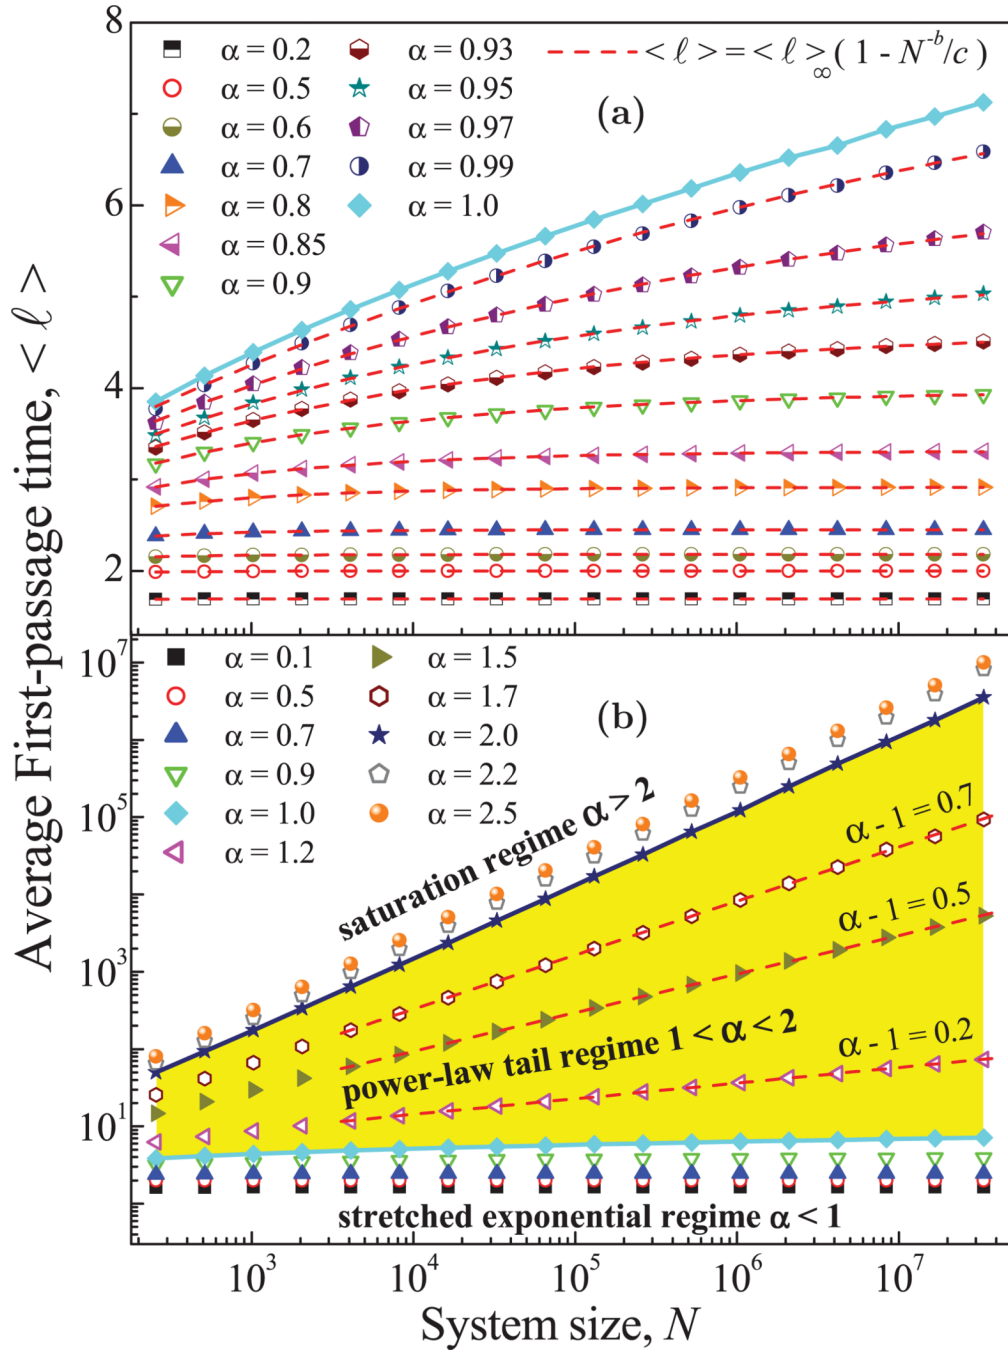 Average First-passage time, < ℓ >
8
6
4
2
α = 0.2
α = 0.5
α = 0.6
α = 0.7
α = 0.8
α = 0.85
α = 0.9
α = 0.93
α = 0.95
α = 0.97
α = 0.99
α = 1.0
< ℓ > = < ℓ >∞ ( 1 - N^-b/c )
(a)
10^7
10^5
10^3
10^1
α = 0.1
α = 0.5
α = 0.7
α = 0.9
α = 1.0
α = 1.2
α = 1.5
α = 1.7
α = 2.0
α = 2.2
α = 2.5
(b)
saturation regime α > 2
α - 1 = 0.7
α - 1 = 0.5
power-law tail regime 1 < α < 2
α - 1 = 0.2
stretched exponential regime α < 1
10^3 10^4 10^5 10^6 10^7
System size, N